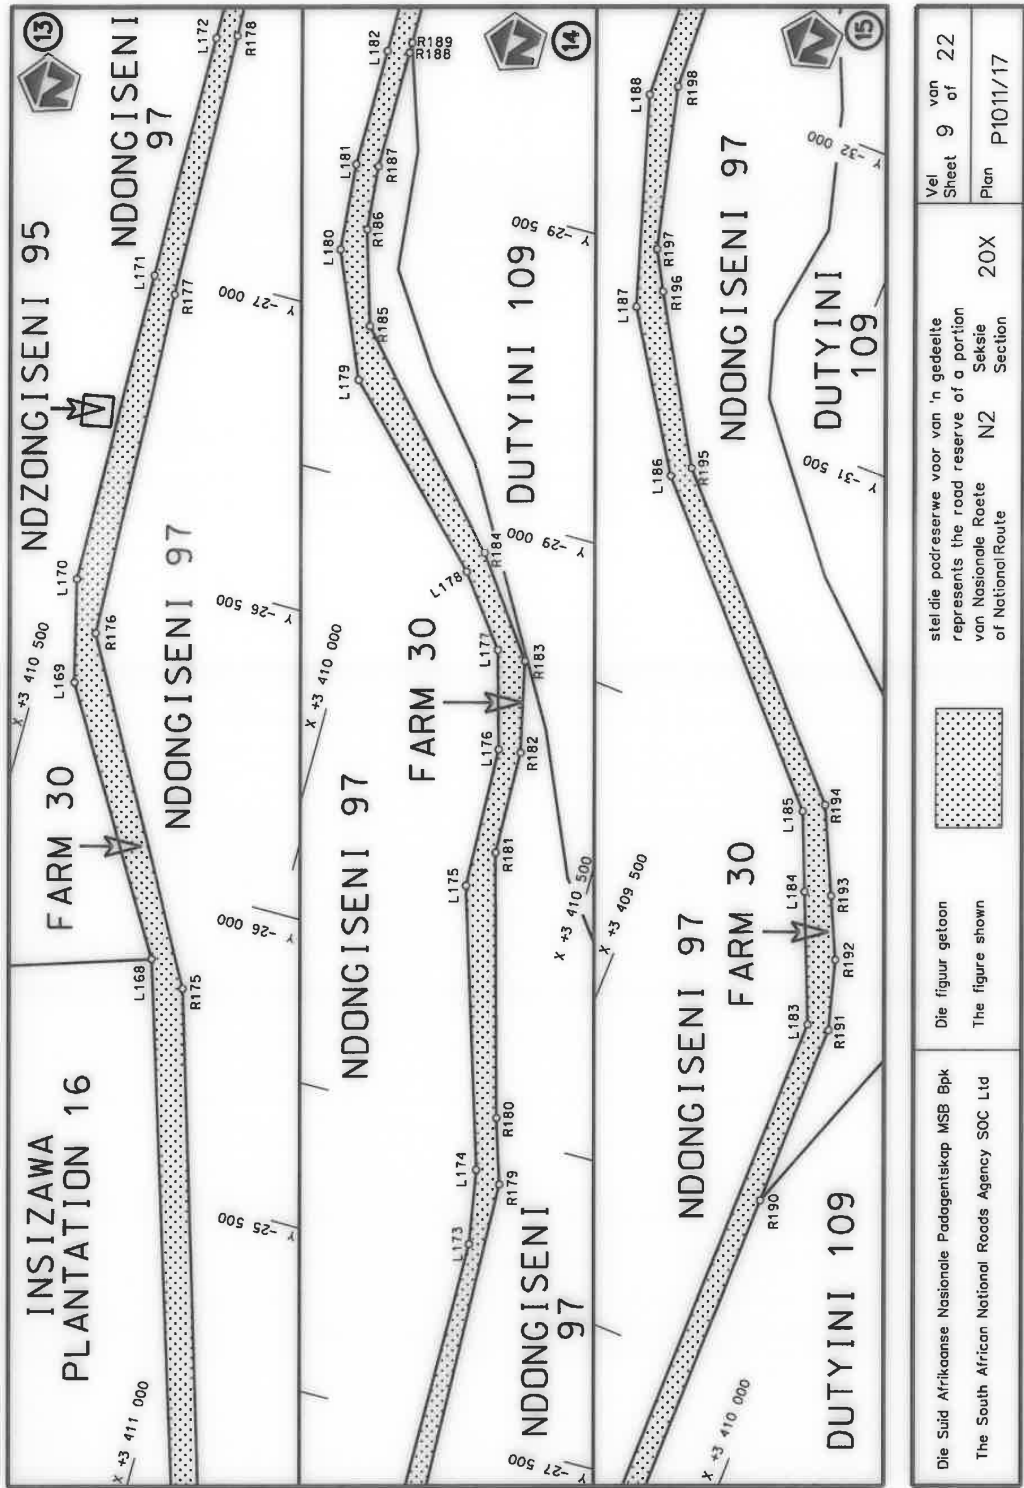 13
N
INSIZAWA
PLANTATION 16
FARM 30
NDZONGISENI 95
V
NDONGISENI
97
NDONGISENI 97
X +3 411 000
X +3 410 500
Y -25 500
Y -26 000
Y -26 500
Y -27 000
L168
L169
L170
L171
L172
R175
R176
R177
R178
14
N
NDONGISENI
97
NDONGISENI 97
FARM 30
DUTYINI 109
X +3 410 000
X +3 410 500
Y -27 500
Y -29 000
Y -29 500
L173
L174
L175
L176
L177
L178
L179
L180
L181
L182
R179
R180
R181
R182
R183
R184
R185
R186
R187
R188
R189
15
N
DUTYINI 109
NDONGISENI 97
FARM 30
DUTYINI
109
NDONGISENI 97
X +3 410 000
X +3 409 500
Y -31 500
Y -32 000
L183
L184
L185
L186
L187
L188
R190
R191
R192
R193
R194
R195
R196
R197
R198
Die Suid Afrikaanse Nasionale Padagentskap MSB Bpk
The South African National Roads Agency SOC Ltd
Die figuur getoon
The figure shown
stel die padreserwe voor van 'n gedeelte
represents the road reserve of a portion
van Nasionale Roete N2 Seksie 20X
of National Route Section
Vel 9 van 22
Sheet of
Plan P1011/17